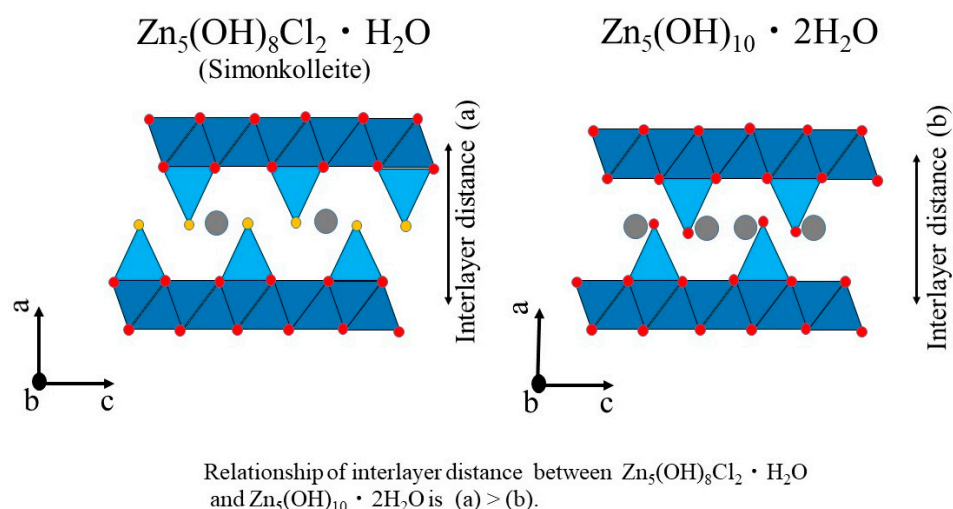 Zn₅(OH)₈Cl₂・H₂O
(Simonkolleite)
Interlayer distance (a)
a
b
c
Zn₅(OH)₁₀・2H₂O
Interlayer distance (b)
a
b
c
Relationship of interlayer distance between Zn₅(OH)₈Cl₂・H₂O
and Zn₅(OH)₁₀・2H₂O is (a) > (b).